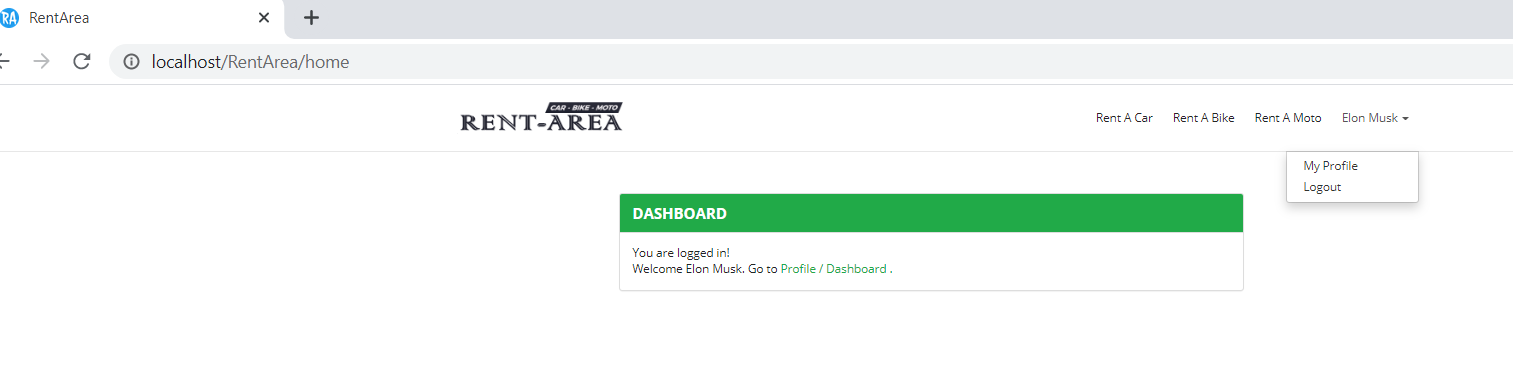 RA RentArea
localhost/RentArea/home
CAR - BIKE - MOTO
RENT-AREA
Rent A Car Rent A Bike Rent A Moto Elon Musk
My Profile
Logout
DASHBOARD
You are logged in!
Welcome Elon Musk. Go to Profile / Dashboard .